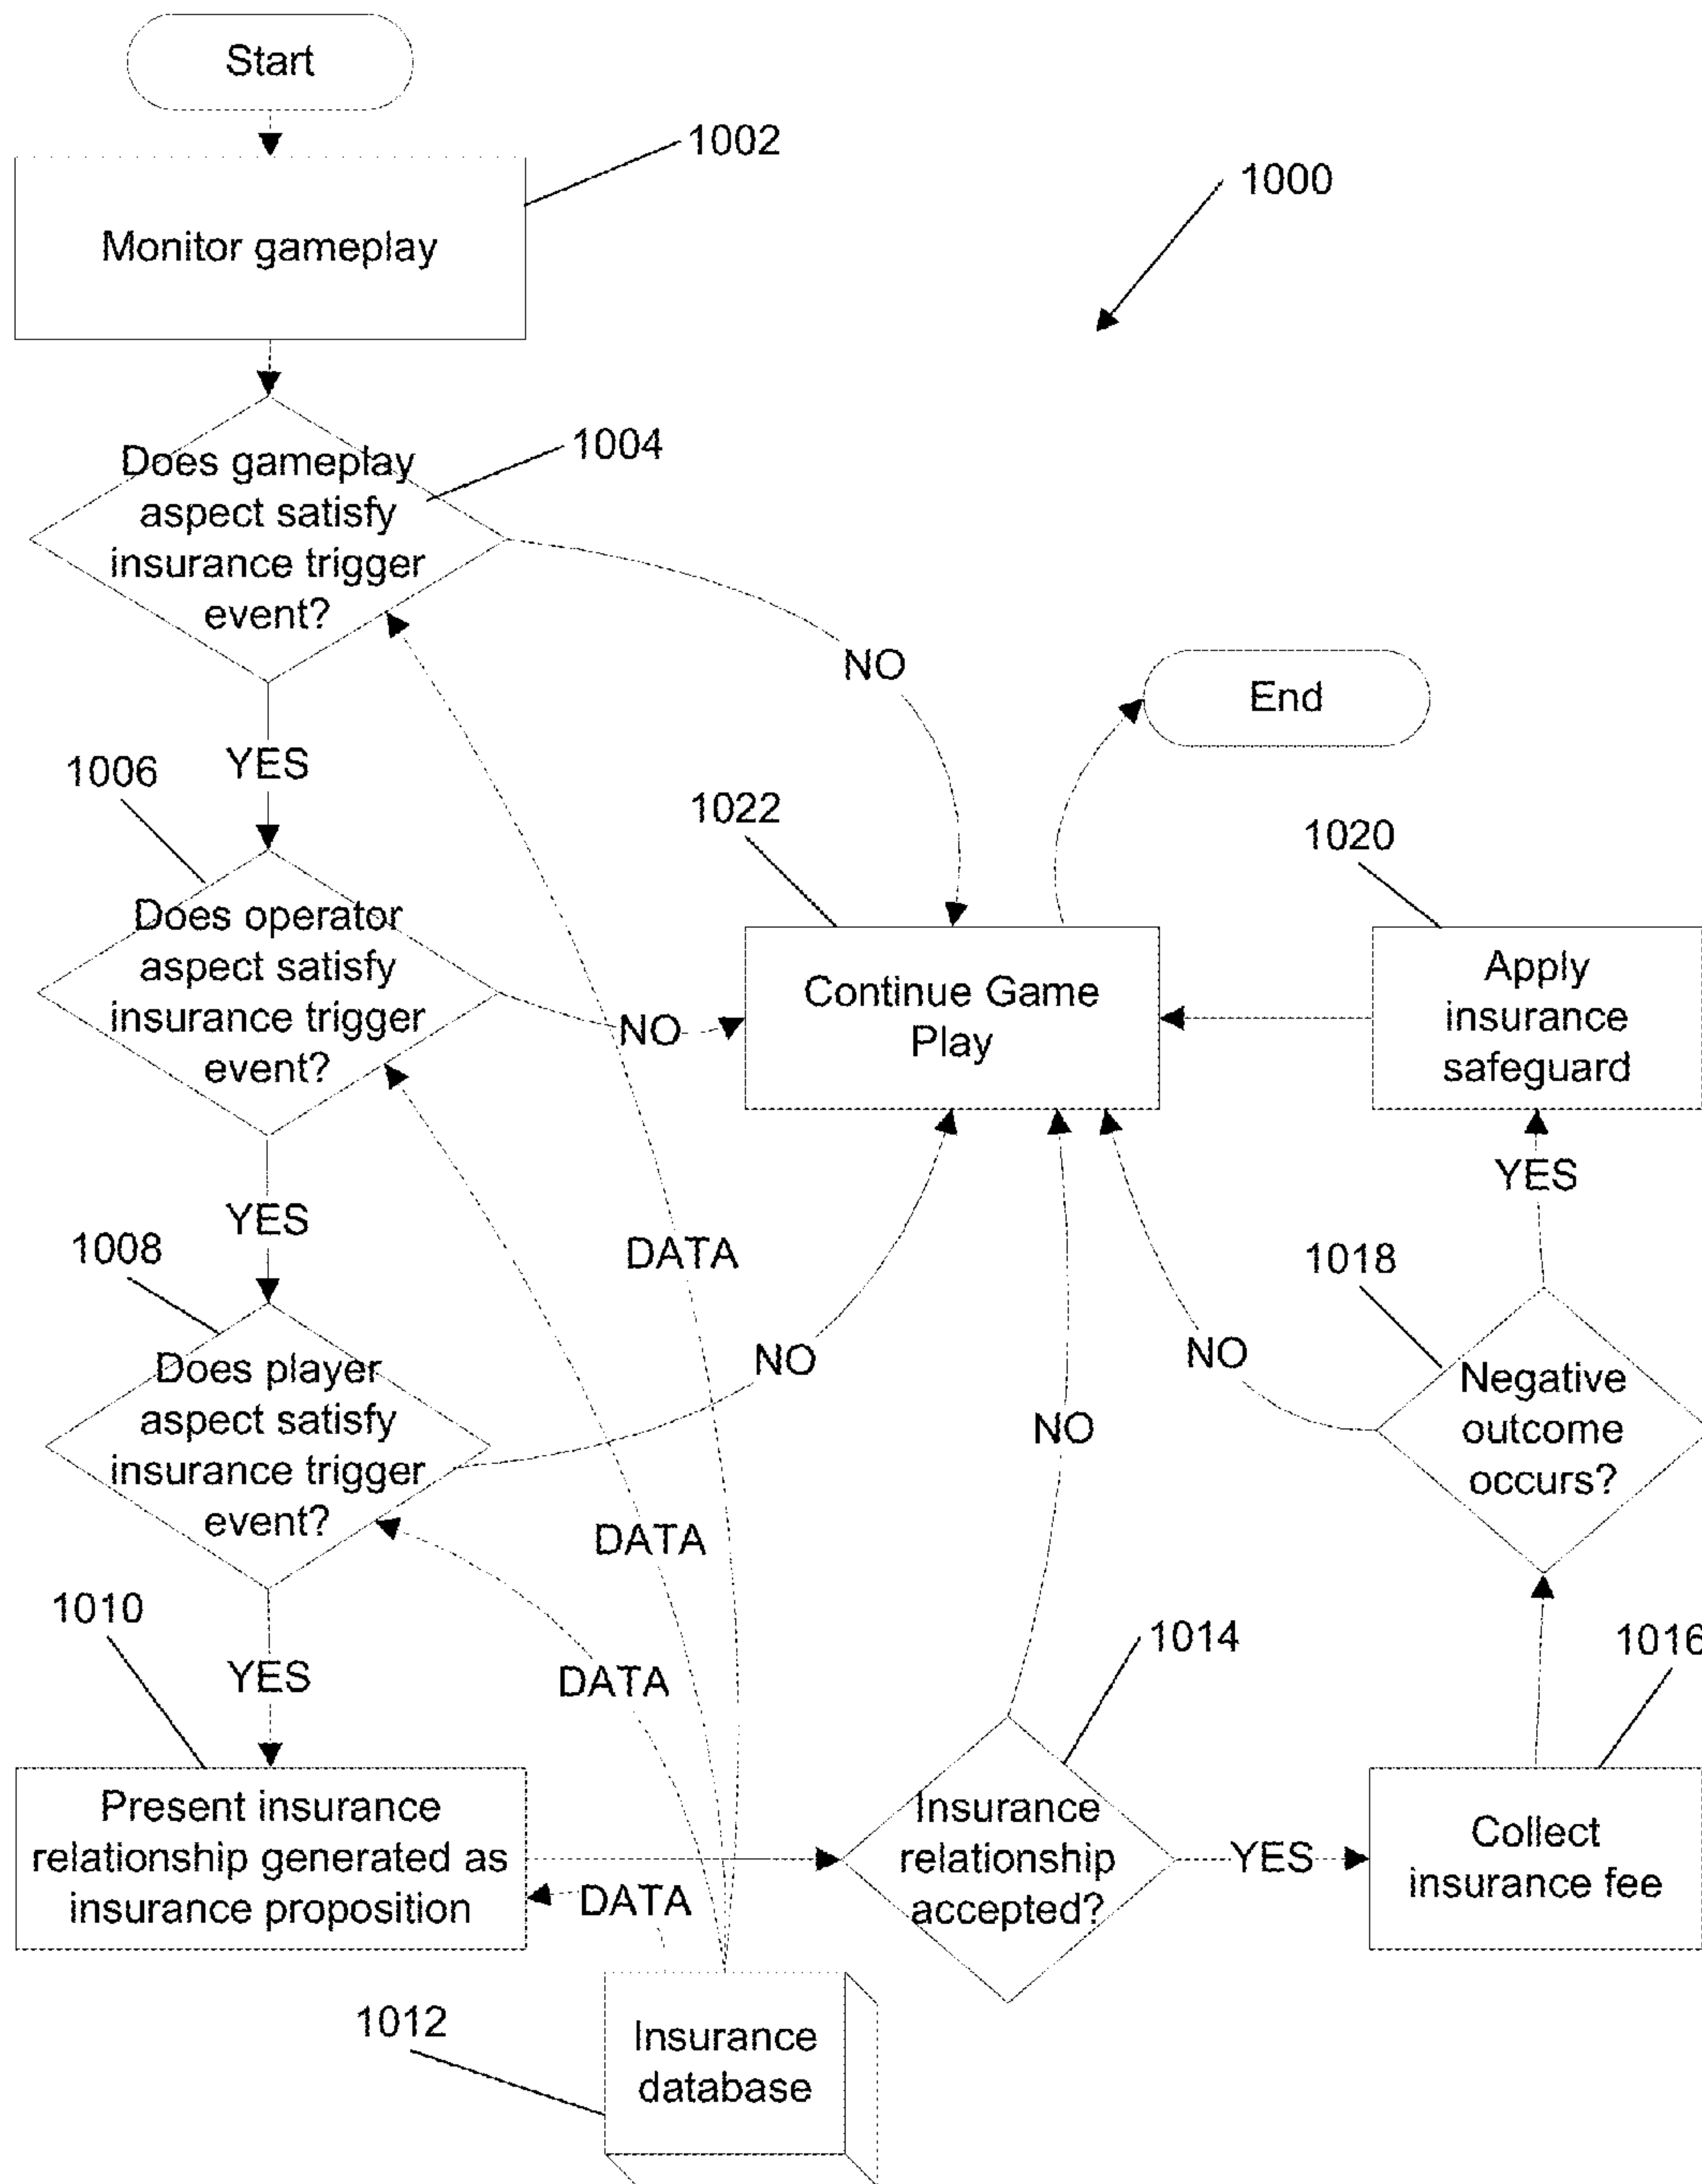 Start
1002
1000
Monitor gameplay
1004
Does gameplay
aspect satisfy
insurance trigger
event?
NO
End
YES
1006
1022
1020
Does operator
aspect satisfy
insurance trigger
event?
NO
Continue Game
Play
Apply
insurance
safeguard
YES
YES
1008
DATA
1018
Does player
aspect satisfy
insurance trigger
event?
NO
NO
NO
Negative
outcome
occurs?
DATA
1010
YES
DATA
1014
1016
Present insurance
relationship generated as
insurance proposition
DATA
Insurance
relationship
accepted?
YES
Collect
insurance fee
1012
Insurance
database